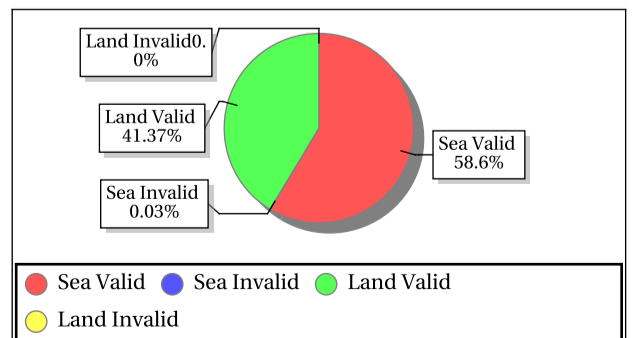 Land Invalid0.
0%
Land Valid
41.37%
Sea Valid
58.6%
Sea Invalid
0.03%
Sea Valid Sea Invalid Land Valid
Land Invalid